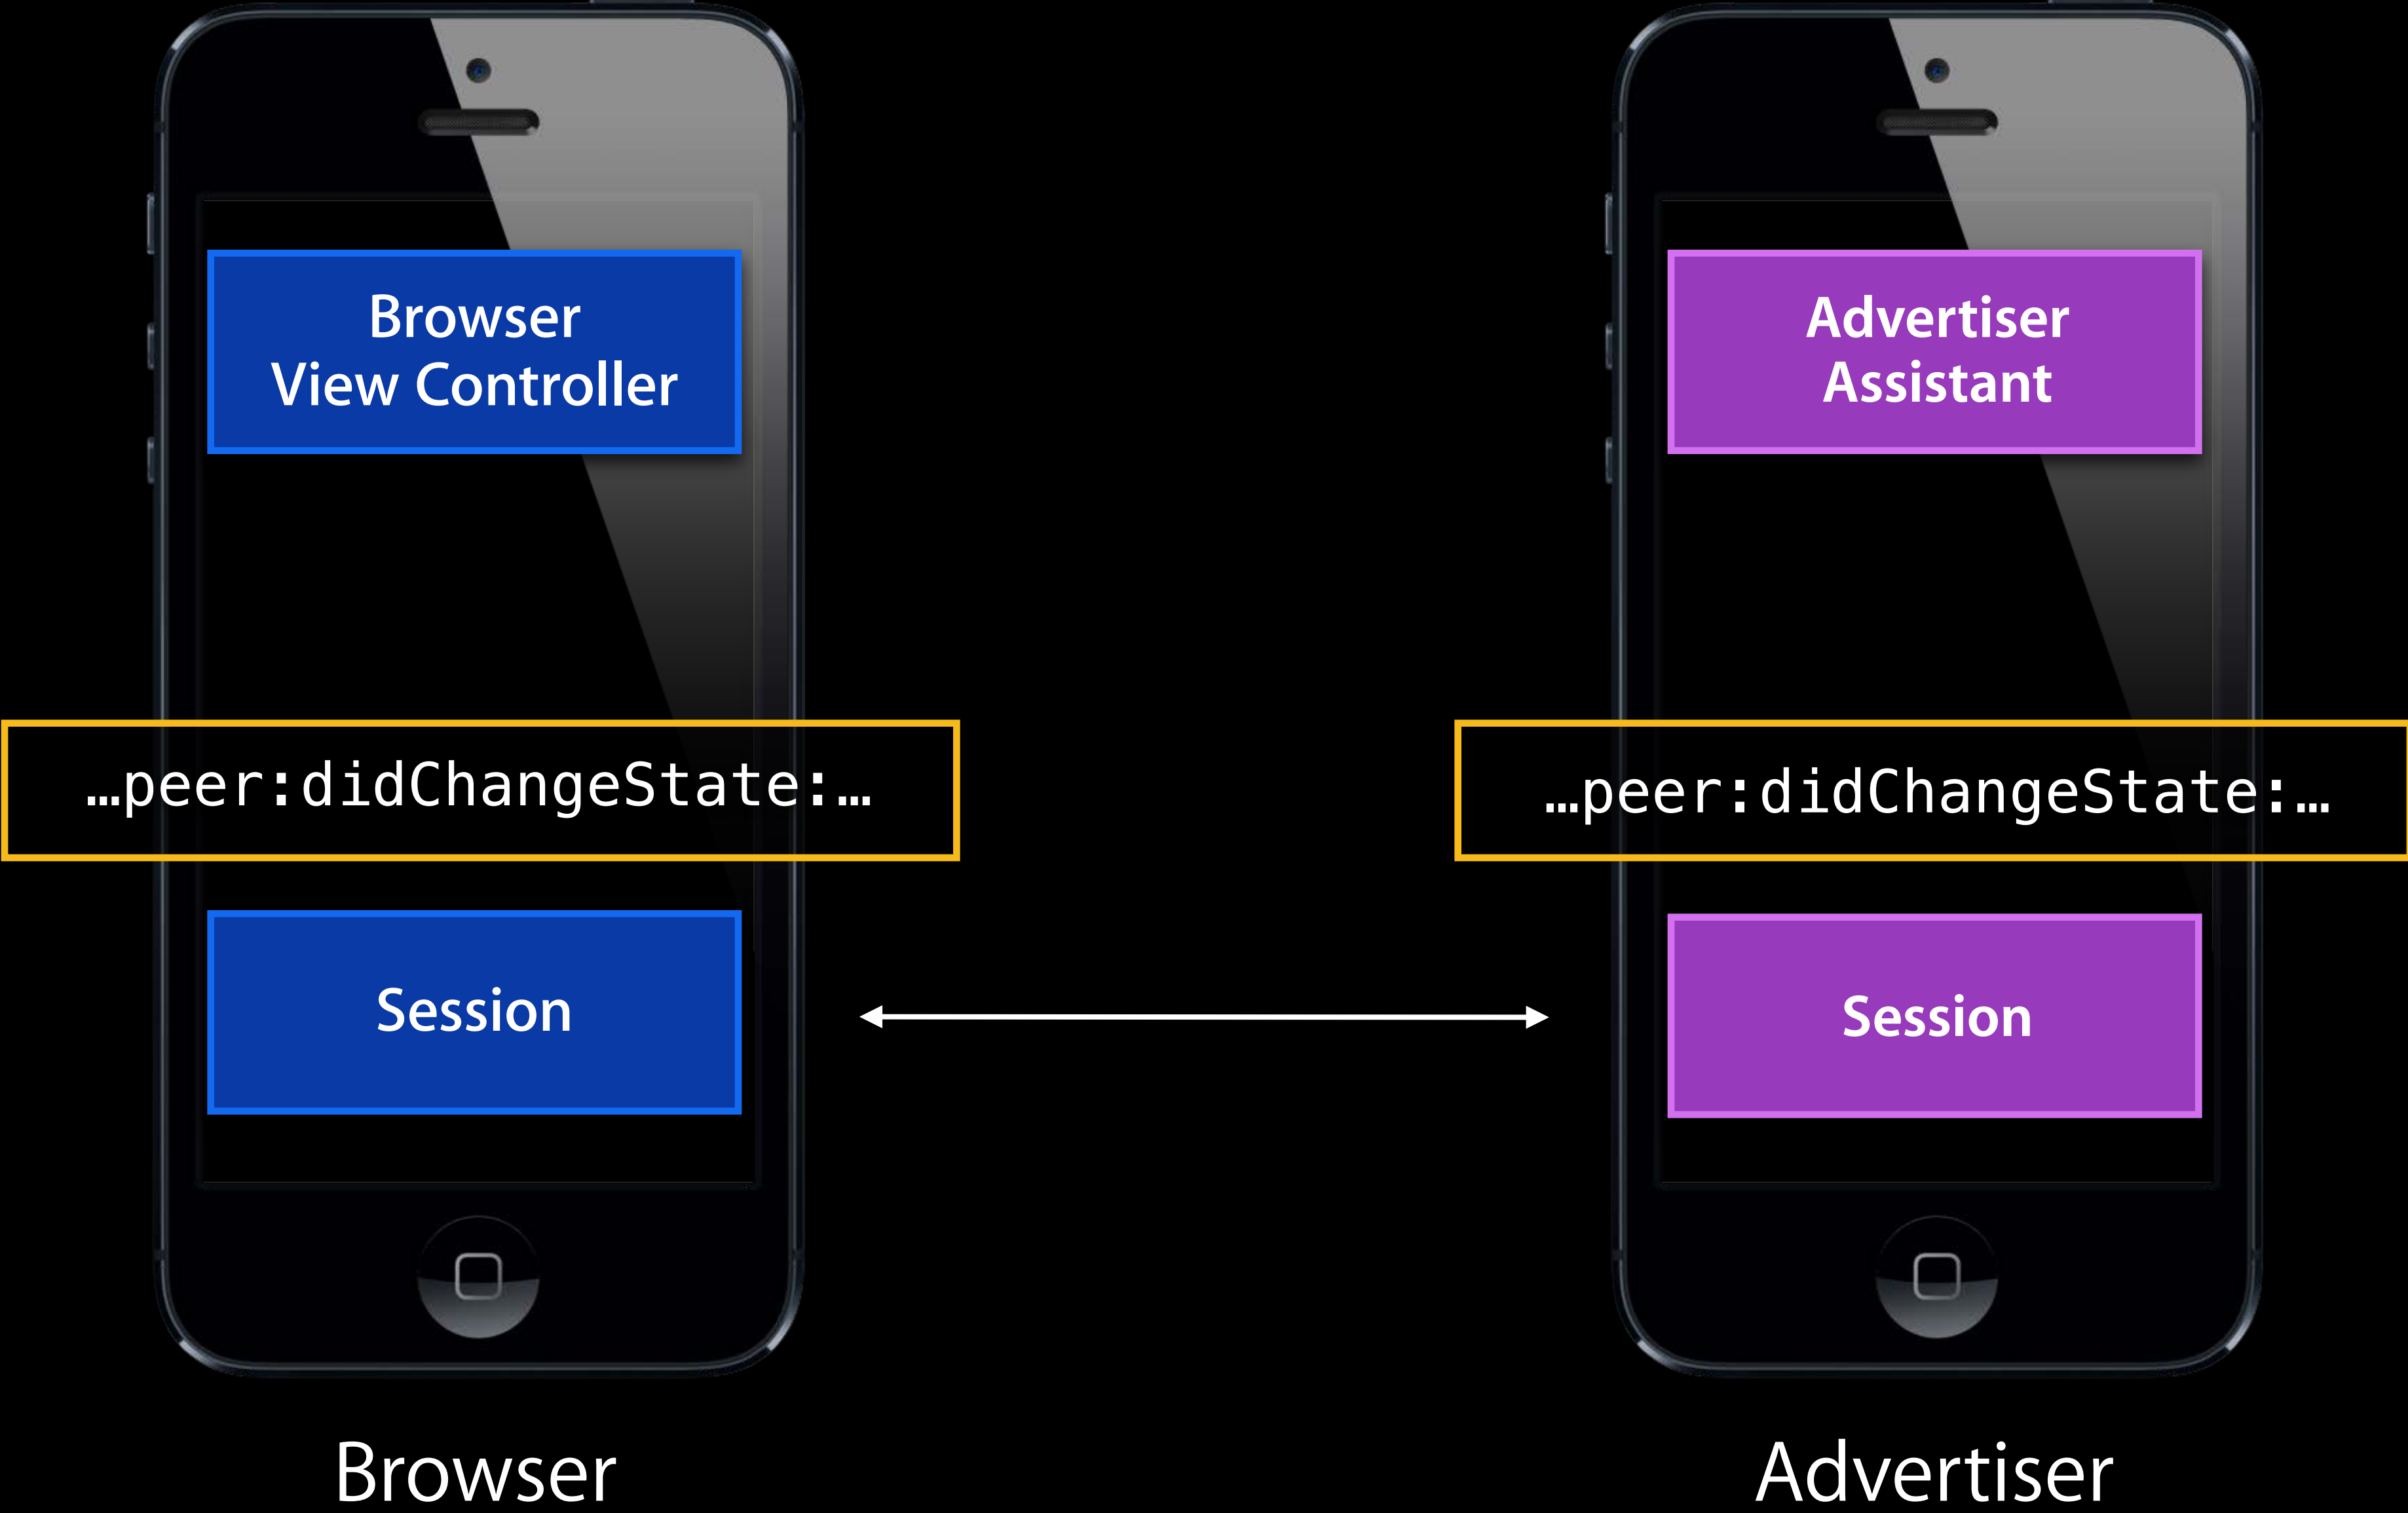 Browser
View Controller
…peer:didChangeState:…
Session
Browser
Advertiser
Assistant
…peer:didChangeState:…
Session
Advertiser